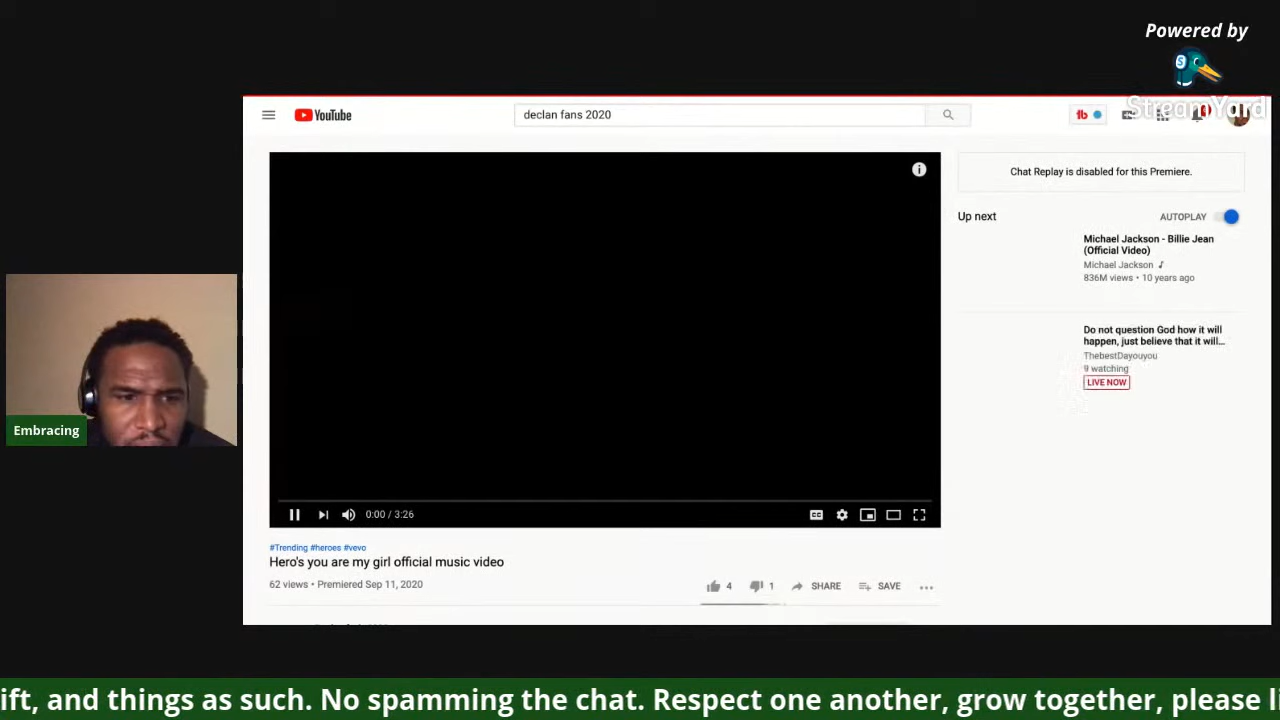 Powered by
StreamYard
YouTube
declan fans 2020
Chat Replay is disabled for this Premiere.
Up next
AUTOPLAY
Michael Jackson - Billie Jean
(Official Video)
Michael Jackson
836M views • 10 years ago
Do not question God how it will
happen, just believe that it will...
ThebestDayouyou
9 watching
LIVE NOW
Embracing
0:00 / 3:26
#Trending #heroes #vevo
Hero's you are my girl official music video
62 views • Premiered Sep 11, 2020
4
1
SHARE
SAVE
ift, and things as such. No spamming the chat. Respect one another, grow together, please li